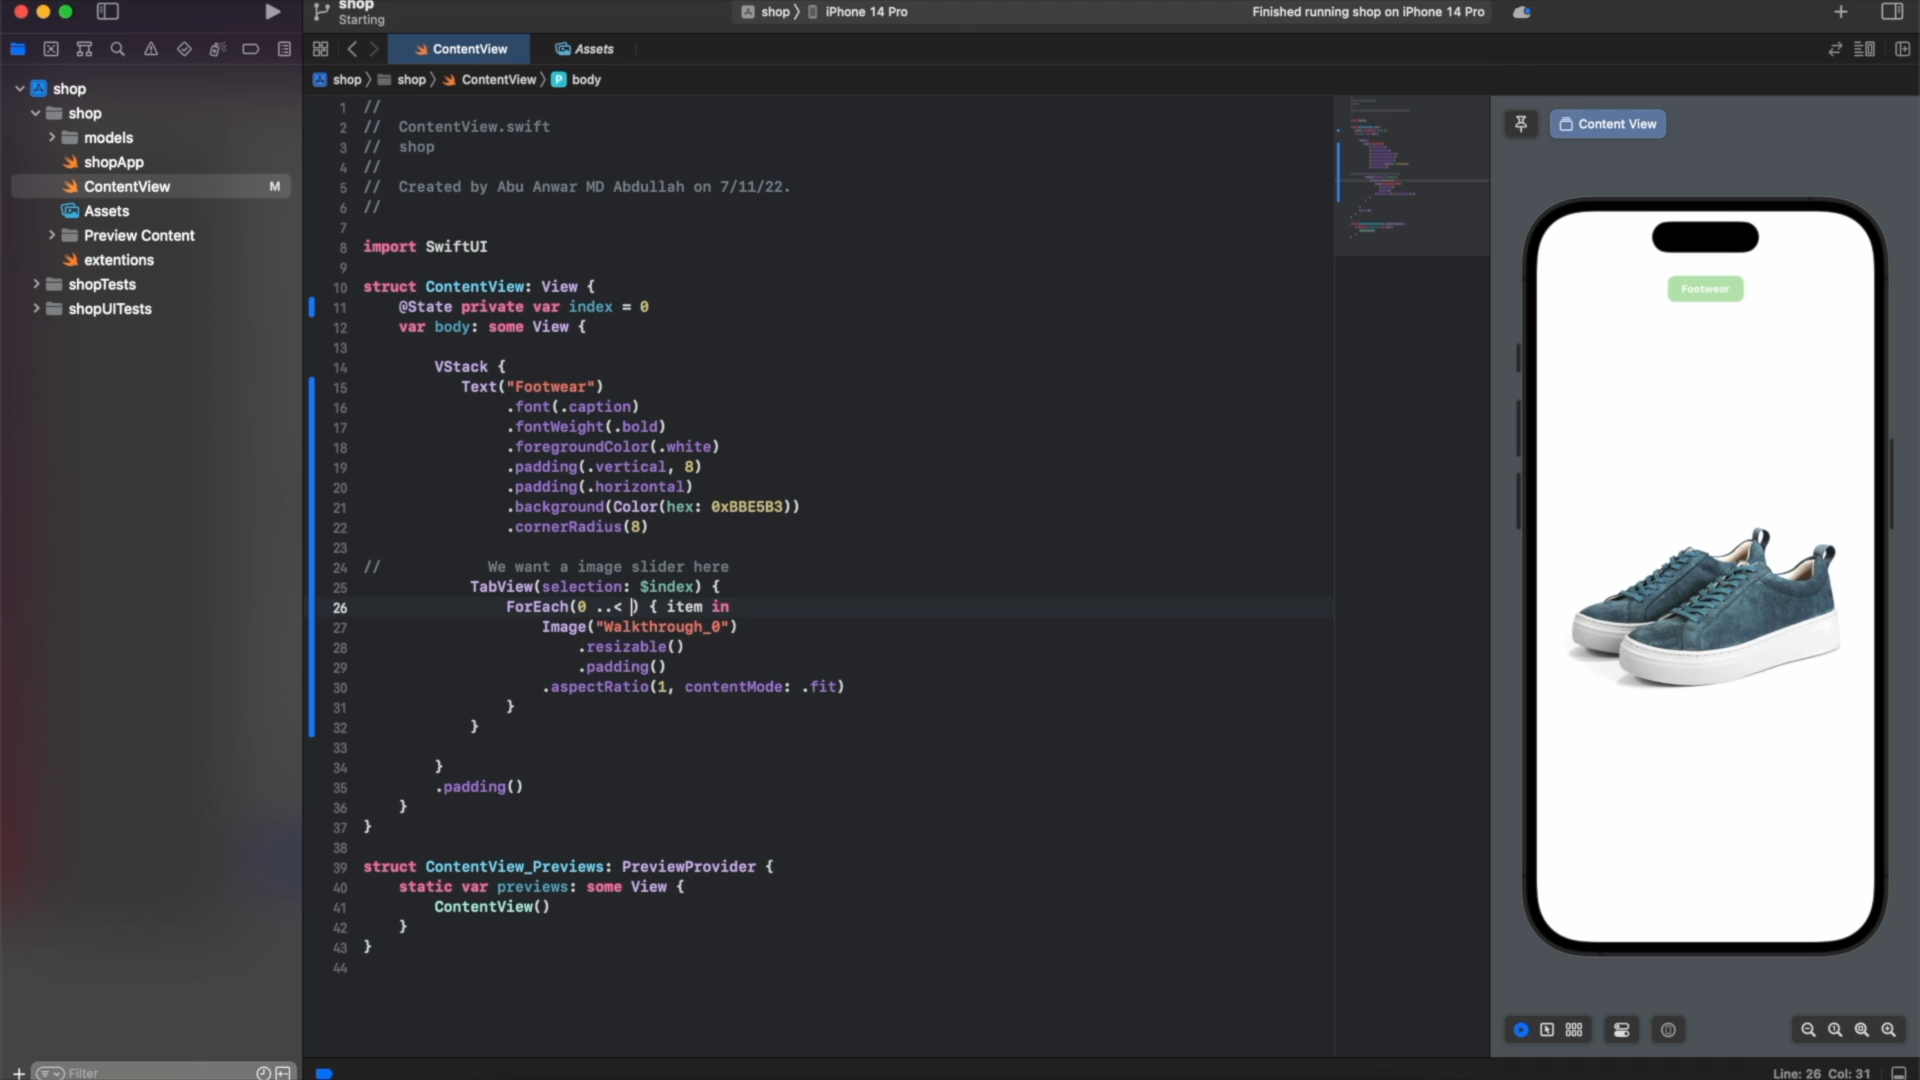 shop
Starting
shop
iPhone 14 Pro
Finished running shop on iPhone 14 Pro
ContentView
Assets
shop
shop
ContentView
P
body
shop
shop
models
shopApp
ContentView
M
Assets
Preview Content
extentions
shopTests
shopUITests
1 //
2 // ContentView.swift
3 // shop
4 //
5 // Created by Abu Anwar MD Abdullah on 7/11/22.
6 //
7
8 import SwiftUI
9
10 struct ContentView: View {
11 @State private var index = 0
12 var body: some View {
13
14 VStack {
15 Text("Footwear")
16 .font(.caption)
17 .fontWeight(.bold)
18 .foregroundColor(.white)
19 .padding(.vertical, 8)
20 .padding(.horizontal)
21 .background(Color(hex: 0xBBE5B3))
22 .cornerRadius(8)
23
24 // We want a image slider here
25 TabView(selection: $index) {
26 ForEach(0 ..< ) { item in
27 Image("Walkthrough_0")
28 .resizable()
29 .padding()
30 .aspectRatio(1, contentMode: .fit)
31 }
32 }
33
34 }
35 .padding()
36 }
37 }
38
39 struct ContentView_Previews: PreviewProvider {
40 static var previews: some View {
41 ContentView()
42 }
43 }
44
Content View
Footwear
Filter
Line: 26 Col: 31